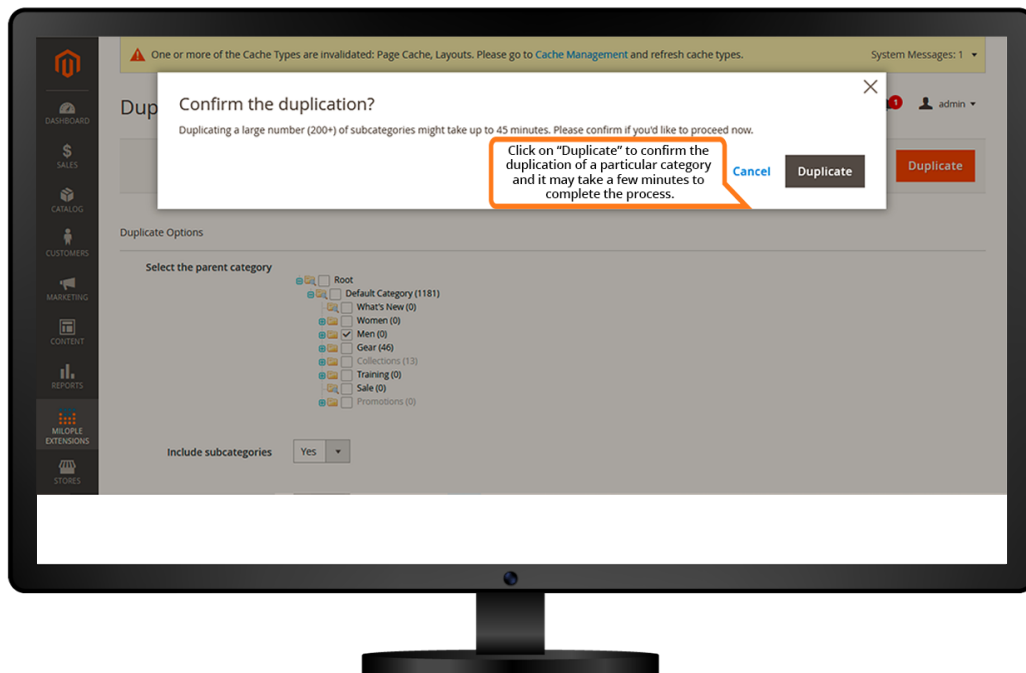 One or more of the Cache Types are invalidated: Page Cache, Layouts. Please go to Cache Management and refresh cache types.
System Messages: 1
Dup
Confirm the duplication?
Duplicating a large number (200+) of subcategories might take up to 45 minutes. Please confirm if you'd like to proceed now.
1
admin
Click on “Duplicate” to confirm the
duplication of a particular category
and it may take a few minutes to
complete the process.
Cancel
Duplicate
Duplicate
DASHBOARD
$
SALES
CATALOG
CUSTOMERS
MARKETING
CONTENT
REPORTS
MILOPLE
EXTENSIONS
STORES
Duplicate Options
Select the parent category
Root
Default Category (1181)
What's New (0)
Women (0)
Men (0)
Gear (46)
Collections (13)
Training (0)
Sale (0)
Promotions (0)
Include subcategories
Yes